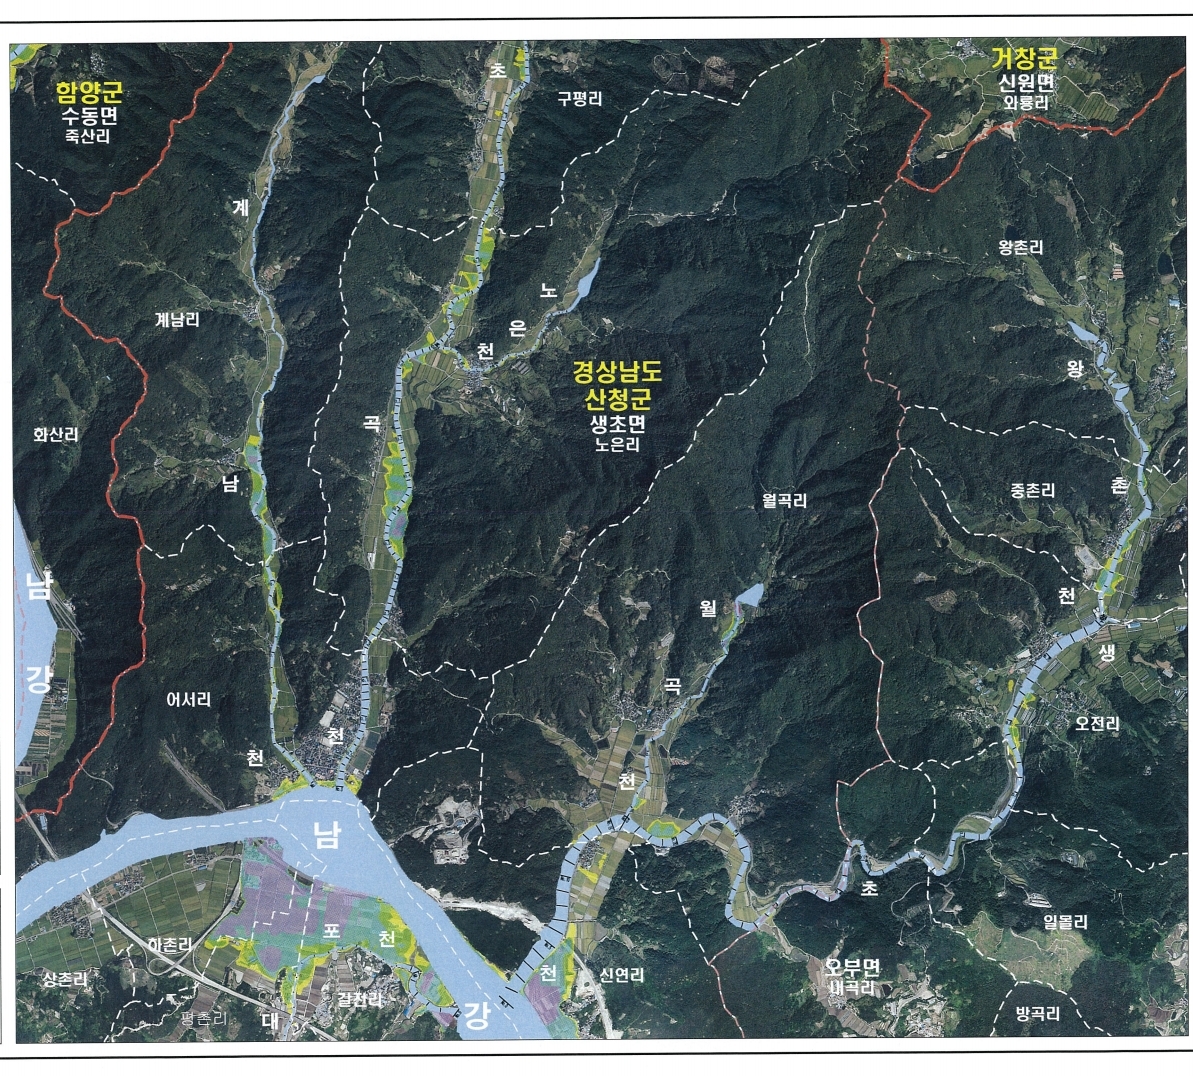 함양군
수동면
죽산리
거창군
신원면
와룡리
초
구평리
계
왕촌리
노
은
천
계남리
경상남도
산청군
생초면
노은리
왕
곡
화산리
남
월곡리
중촌리
촌
남
강
월
천
생
곡
어서리
오전리
천
천
천
남
초
포
천
하촌리
일물리
상촌리
천
신연리
오부면
내곡리
걸전리
평촌리
대
강
방곡리